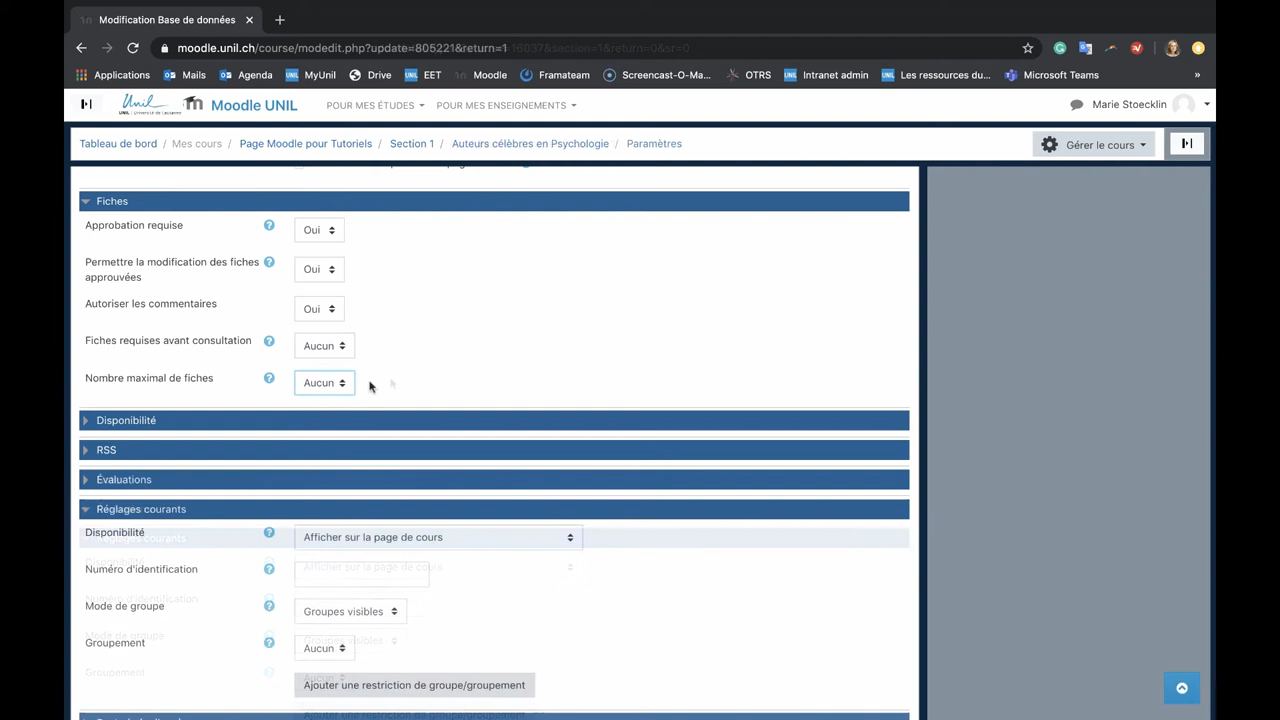 Modification Base de données
moodle.unil.ch/course/modedit.php?update=805221&return=1
Applications Mails Agenda MyUnil Drive EET Moodle Framateam Screencast-O-Ma... OTRS Intranet admin Les ressources du... Microsoft Teams »
Unil Moodle UNIL POUR MES ÉTUDES POUR MES ENSEIGNEMENTS Marie Stoecklin
UNIL | Université de Lausanne
Tableau de bord / Mes cours / Page Moodle pour Tutoriels / Section 1 / Auteurs célèbres en Psychologie / Paramètres Gérer le cours
Fiches
Approbation requise Oui
Permettre la modification des fiches
approuvées Oui
Autoriser les commentaires Oui
Fiches requises avant consultation Aucun
Nombre maximal de fiches Aucun
Disponibilité
RSS
Évaluations
Réglages courants
Disponibilité Afficher sur la page de cours
Numéro d'identification
Mode de groupe Groupes visibles
Groupement Aucun
Ajouter une restriction de groupe/groupement